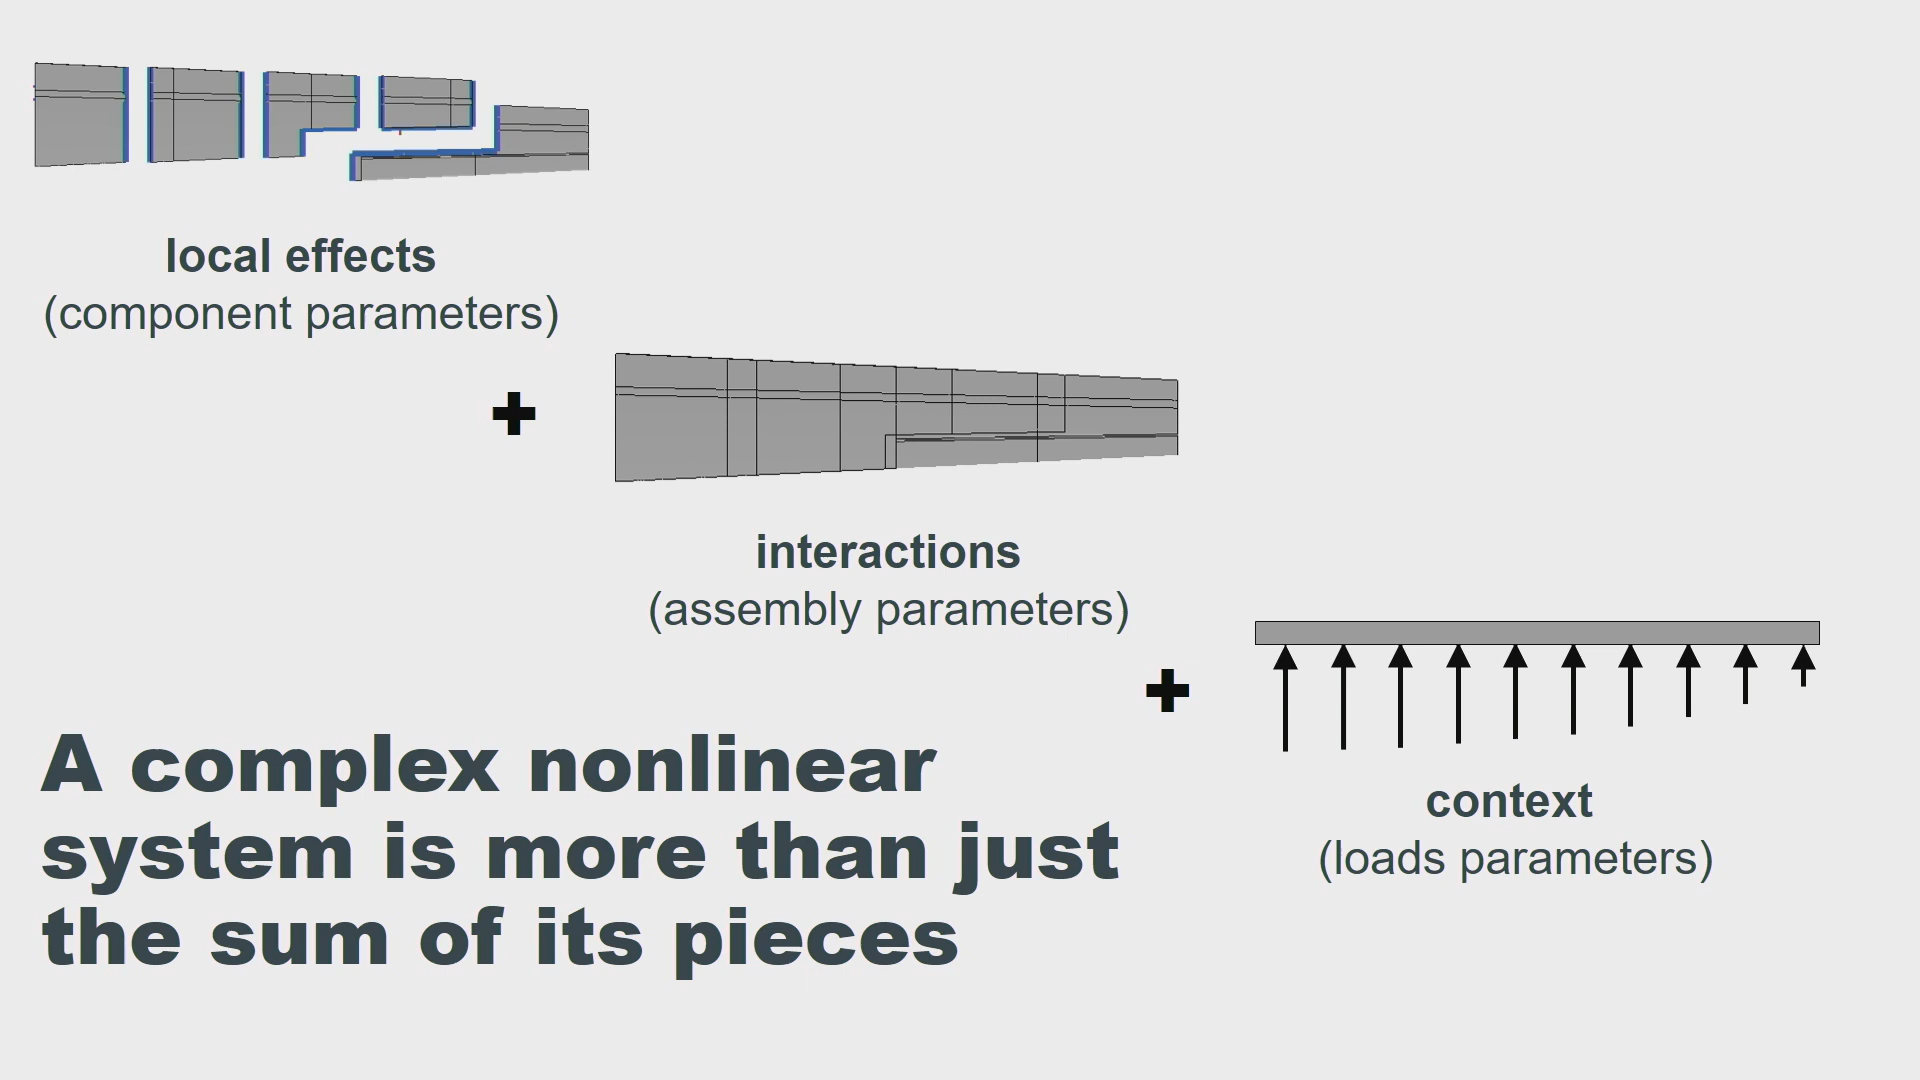 local effects
(component parameters)
interactions
(assembly parameters)
context
(loads parameters)
A complex nonlinear
system is more than just
the sum of its pieces